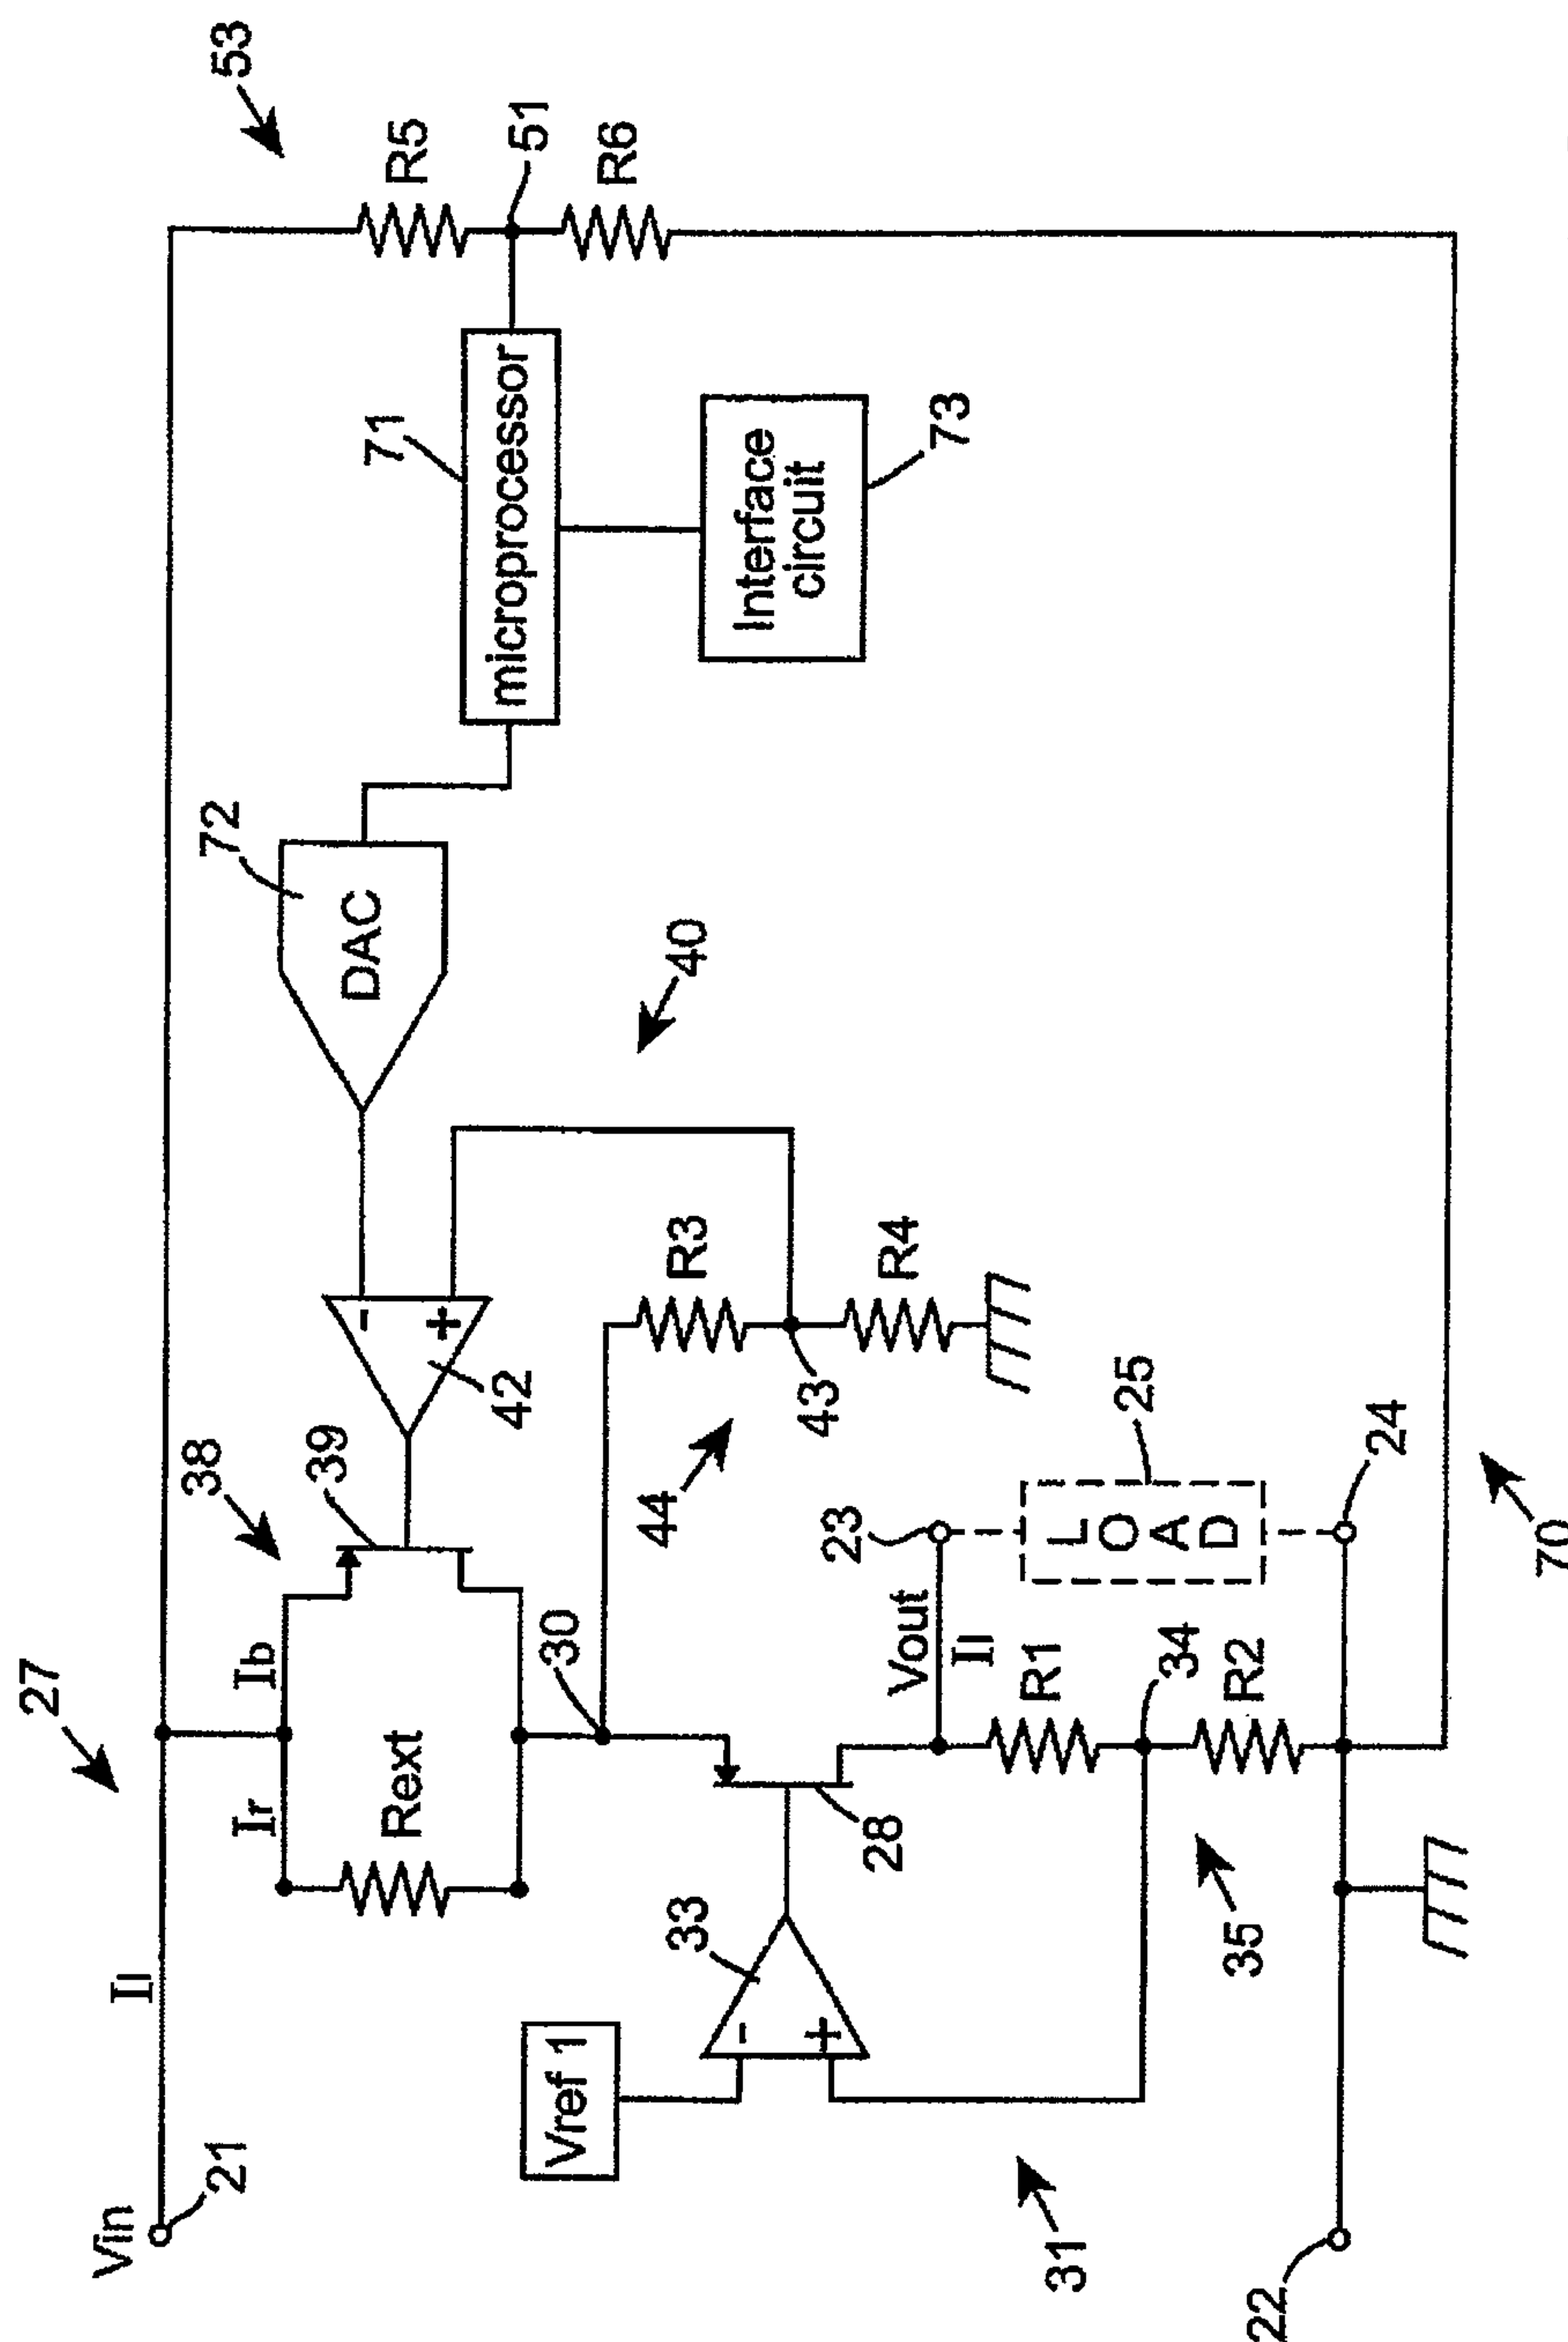 53
R5
51
R6
71
microprocessor
Interface
circuit
73
72
DAC
40
-
+
42
R3
R4
43
44
38
39
25
24
70
23
LOAD
27
Ib
Ir
Rext
30
Vout
Il
R1
34
R2
28
33
-
+
35
Il
Vref 1
Vin
21
31
22